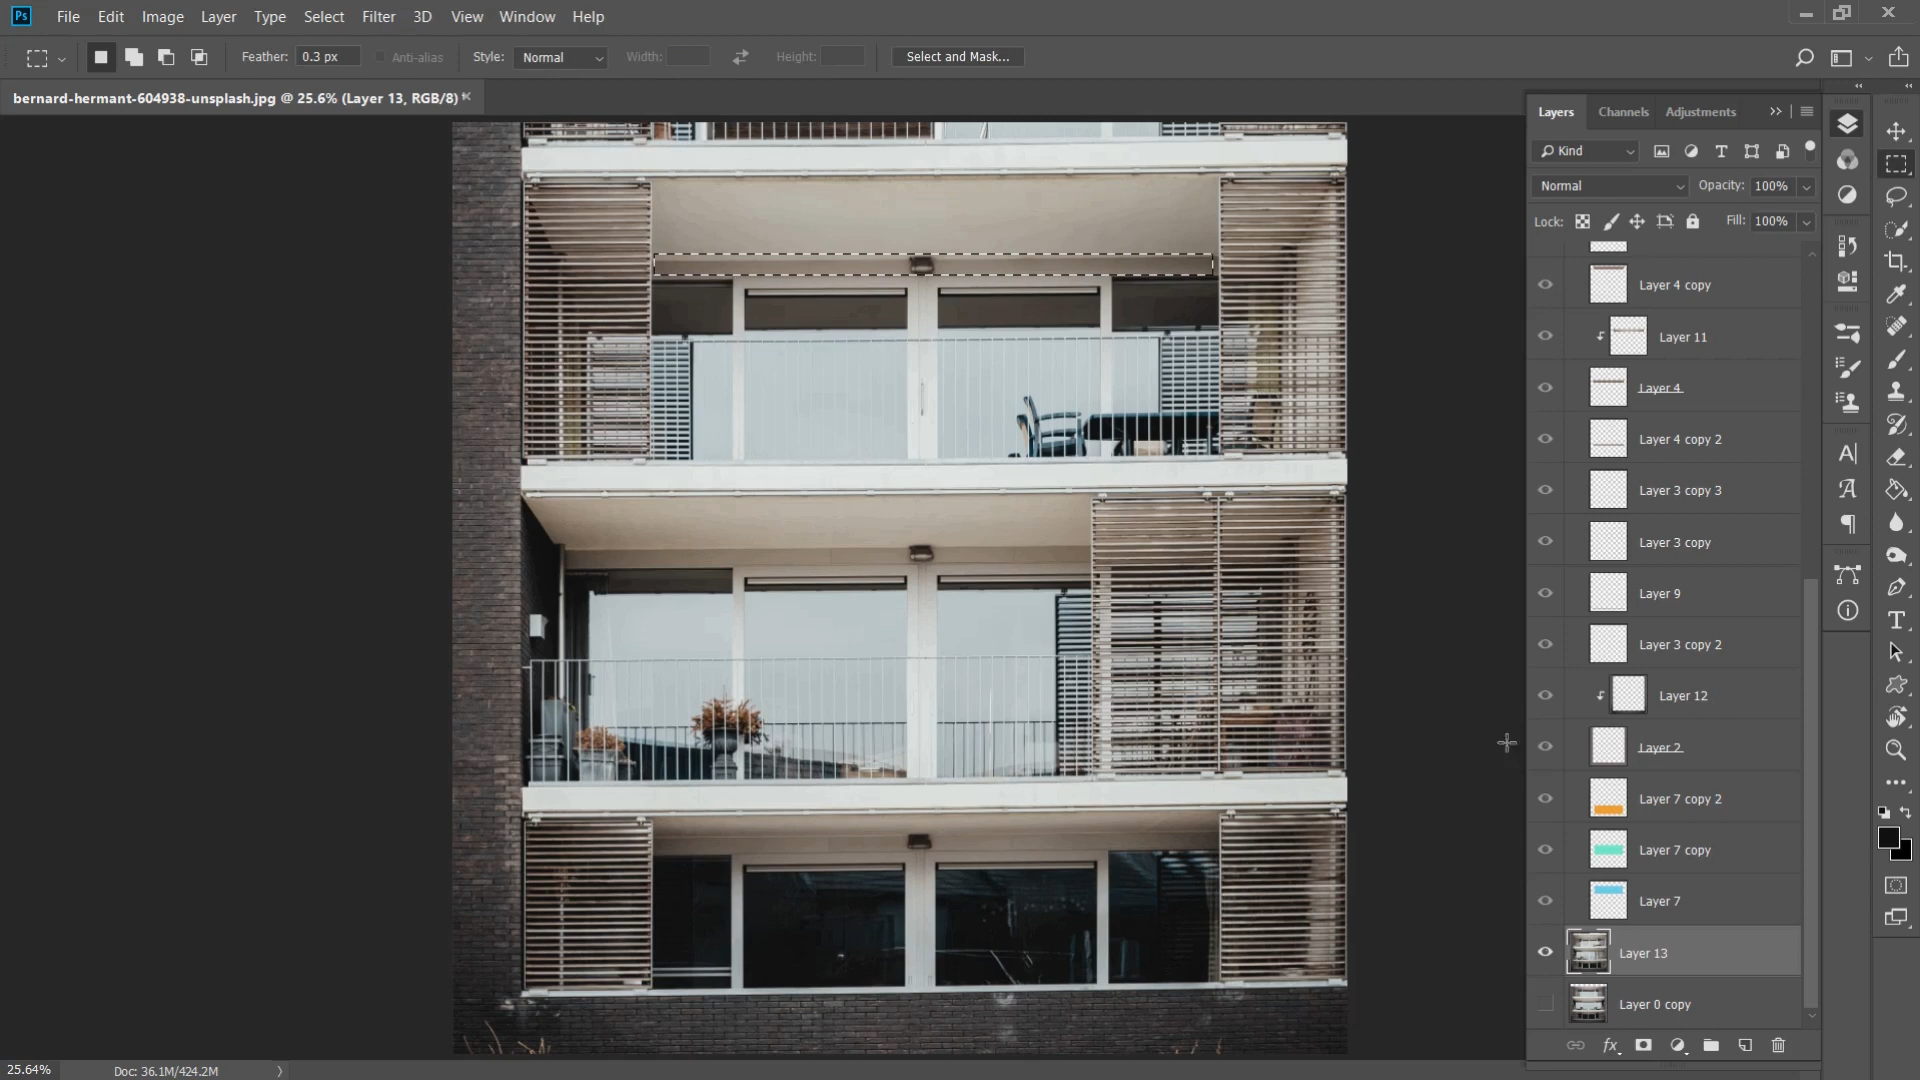 Ps File Edit Image Layer Type Select Filter 3D View Window Help
Feather: 0.3 px Anti-alias Style: Normal Width: Height: Select and Mask...
bernard-hermant-604938-unsplash.jpg @ 25.6% (Layer 13, RGB/8) *
Layers Channels Adjustments
Kind
Normal Opacity: 100%
Lock: Fill: 100%
Layer 4 copy
Layer 11
Layer 4
Layer 4 copy 2
Layer 3 copy 3
Layer 3 copy
Layer 9
Layer 3 copy 2
Layer 12
Layer 2
Layer 7 copy 2
Layer 7 copy
Layer 7
Layer 13
Layer 0 copy
fx
25.64% Doc: 36.1M/424.2M